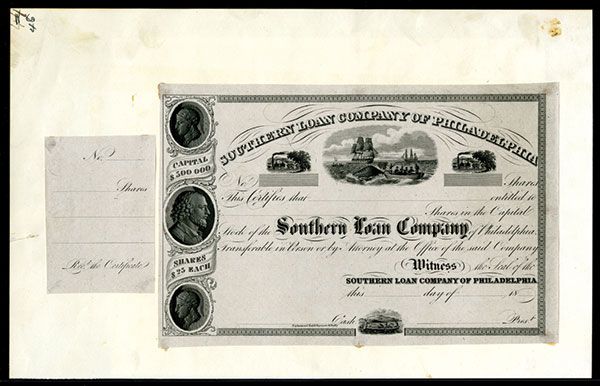 No.
Shares
Rec'd. the Certificate
SOUTHERN LOAN COMPANY OF PHILADELPHIA
CAPITAL
$500 000
SHARES
$25 EACH
No. Shares
This Certifies that entitled to
Shares in the Capital
Stock of the Southern Loan Company of Philadelphia
Transferable in Person or by Attorney at the Office of the said Company
Witness the Seal of the
SOUTHERN LOAN COMPANY OF PHILADELPHIA
this day of 18
Cash. Prest.